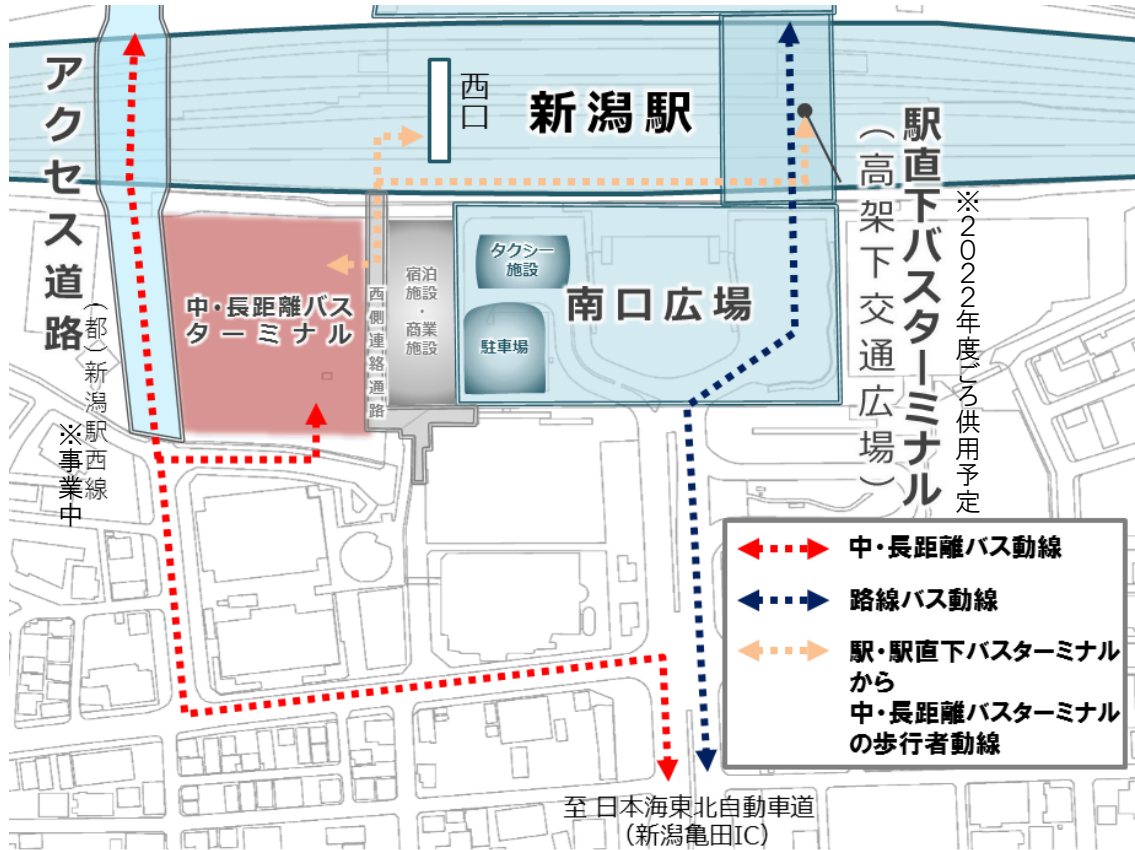 アクセス道路
(都)新潟駅西線
※事業中
西口
新潟駅
駅直下バスターミナル
(高架下交通広場)
※2022年度ごろ供用予定
中・長距離バス
ターミナル
西側連絡通路
宿泊
施設
・
商業
施設
タクシー
施設
駐車場
南口広場
中・長距離バス動線
路線バス動線
駅・駅直下バスターミナル
から
中・長距離バスターミナル
の歩行者動線
至 日本海東北自動車道
(新潟亀田IC)